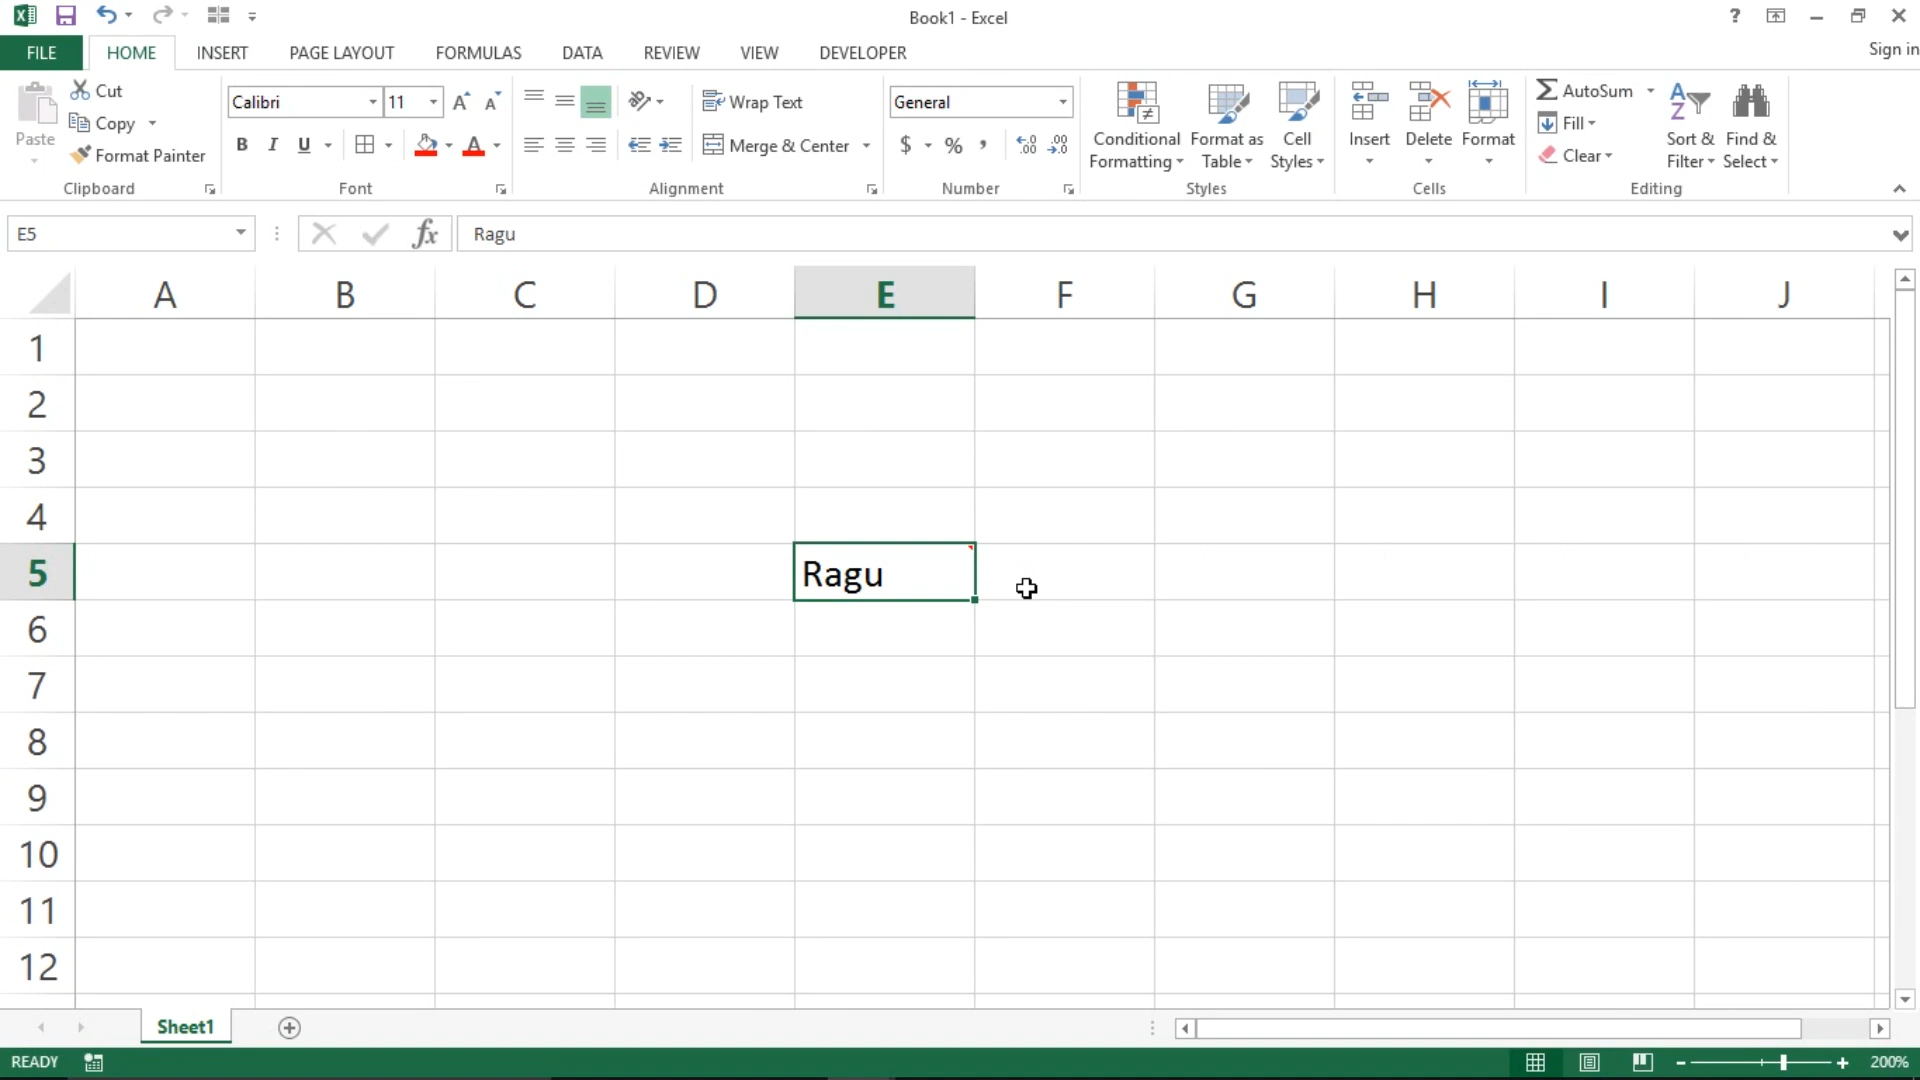 Book1 - Excel
?
Sign in
FILE HOME INSERT PAGE LAYOUT FORMULAS DATA REVIEW VIEW DEVELOPER
Paste
Cut
Copy
Format Painter
Clipboard
Calibri 11
B I U
Font
Wrap Text
Merge & Center
Alignment
General
$ % ,
Number
Conditional
Formatting
Format as
Table
Cell
Styles
Styles
Insert
Delete
Format
Cells
AutoSum
Fill
Clear
Sort &
Filter
Find &
Select
Editing
E5 fx Ragu
A B C D E F G H I J
1
2
3
4
5 Ragu
6
7
8
9
10
11
12
Sheet1
READY 200%